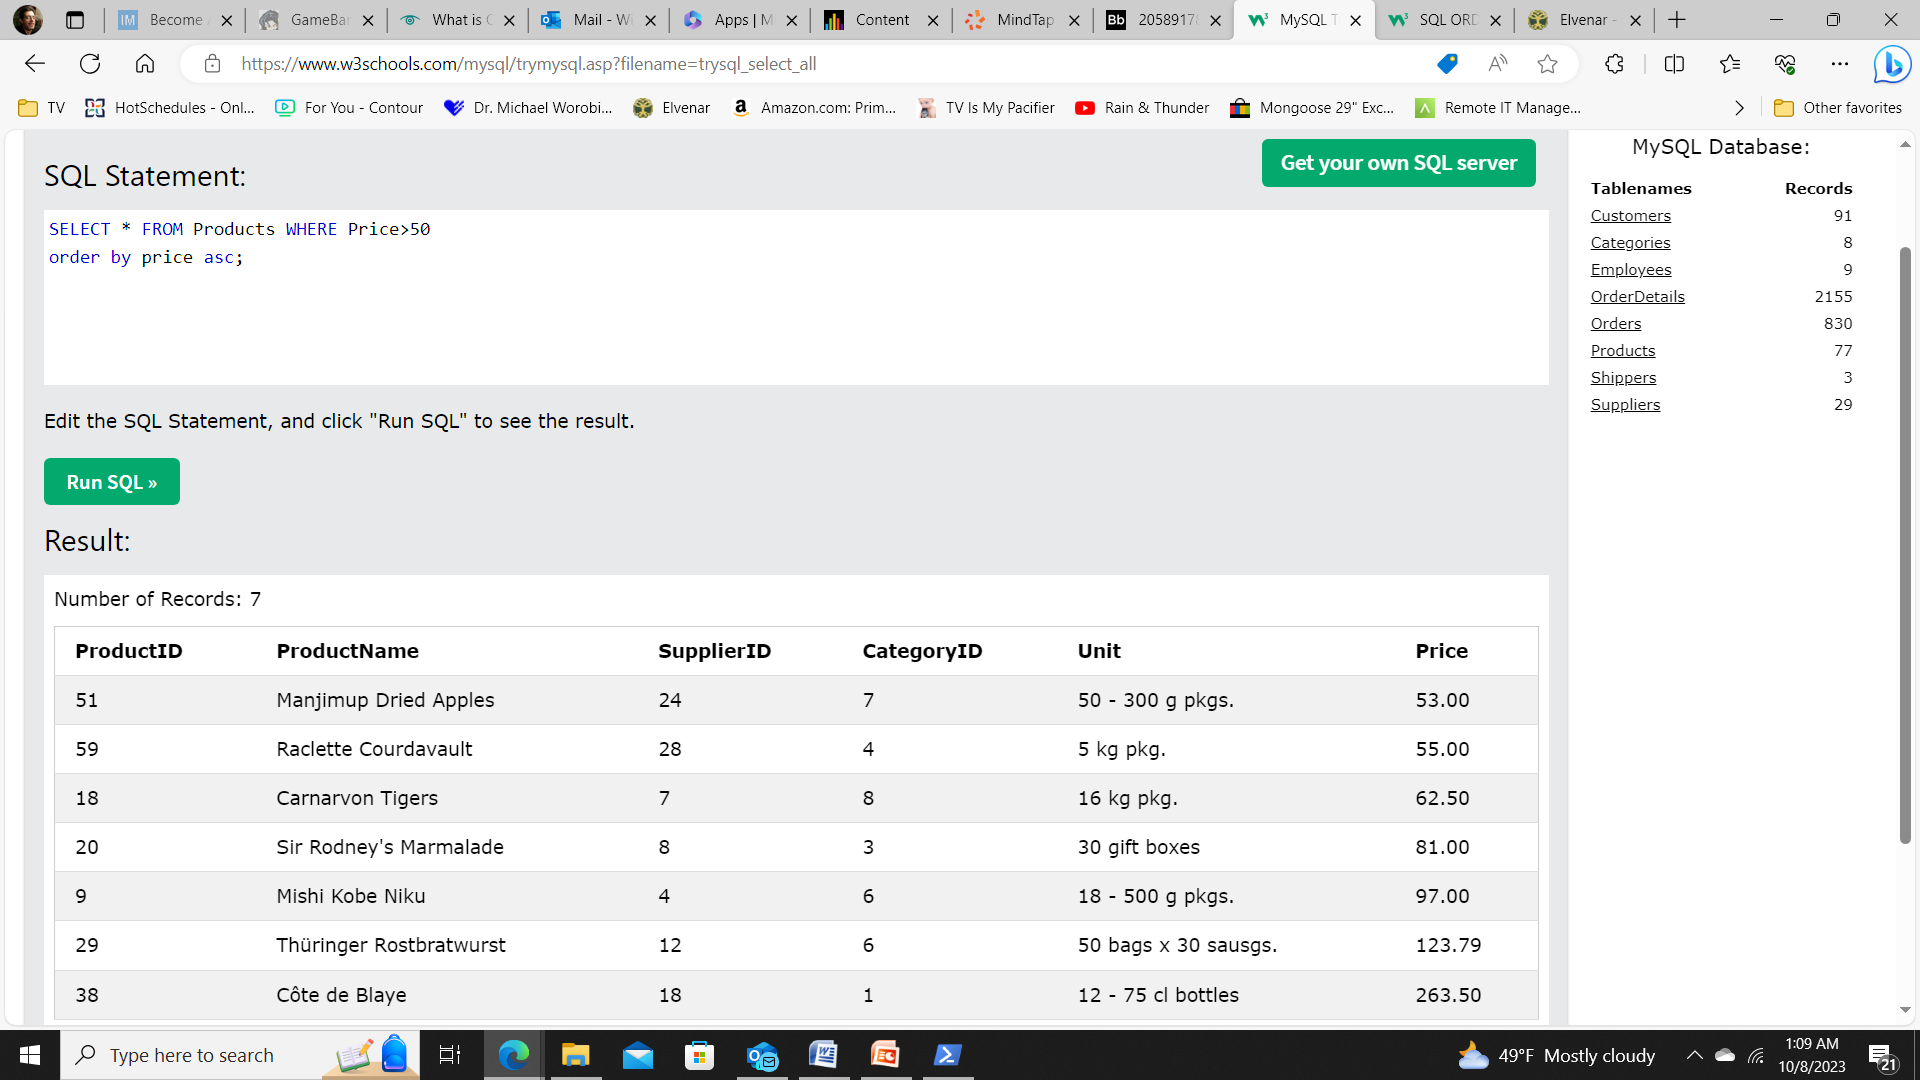 Become
GameBar
What is
Mail - Wi
Apps | M
Content
MindTap
Bb
2058917
MySQL T
SQL ORD
Elvenar -
https://www.w3schools.com/mysql/trymysql.asp?filename=trysql_select_all
TV
HotSchedules - Onl...
For You - Contour
Dr. Michael Worobi...
Elvenar
Amazon.com: Prim...
TV Is My Pacifier
Rain & Thunder
Mongoose 29" Exc...
Remote IT Manage...
Other favorites
SQL Statement:
Get your own SQL server
SELECT * FROM Products WHERE Price>50
order by price asc;
Edit the SQL Statement, and click "Run SQL" to see the result.
Run SQL »
Result:
Number of Records: 7
ProductID ProductName SupplierID CategoryID Unit Price
51 Manjimup Dried Apples 24 7 50 - 300 g pkgs. 53.00
59 Raclette Courdavault 28 4 5 kg pkg. 55.00
18 Carnarvon Tigers 7 8 16 kg pkg. 62.50
20 Sir Rodney's Marmalade 8 3 30 gift boxes 81.00
9 Mishi Kobe Niku 4 6 18 - 500 g pkgs. 97.00
29 Thüringer Rostbratwurst 12 6 50 bags x 30 sausgs. 123.79
38 Côte de Blaye 18 1 12 - 75 cl bottles 263.50
MySQL Database:
Tablenames Records
Customers 91
Categories 8
Employees 9
OrderDetails 2155
Orders 830
Products 77
Shippers 3
Suppliers 29
Type here to search
49°F Mostly cloudy
1:09 AM
10/8/2023
21